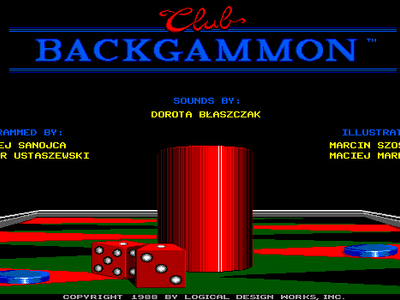 Club
BACKGAMMON™
SOUNDS BY:
DOROTA BŁASZCZAK
RAMMED BY:
EJ SANOJCA
R USTASZEWSKI
ILLUSTRAT
MARCIN SZOS
MACIEJ MAR
COPYRIGHT 1988 BY LOGICAL DESIGN WORKS, INC.